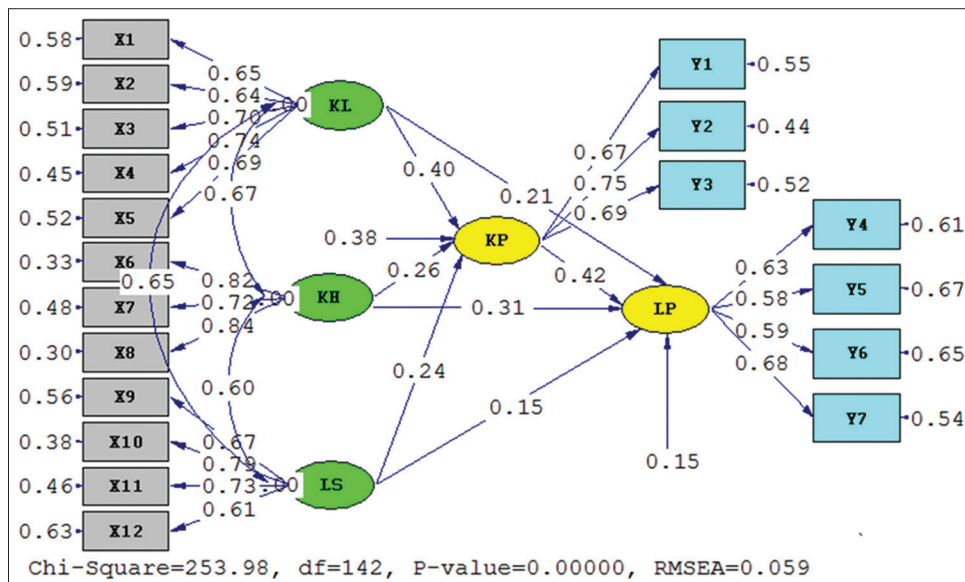 0.58 X1
0.59 X2
0.51 X3
0.45 X4
0.52 X5
0.33 X6
0.48 X7
0.30 X8
0.56 X9
0.38 X10
0.46 X11
0.63 X12
0.65
0.64
0.70
0.74
0.69
0.67
0.82
0.72
0.84
0.65
0.60
0.67
0.79
0.73
0.61
.00 KL
.00 KH
.00 LS
0.40
0.21
0.38
0.26
0.31
0.24
0.15
KP
0.42
LP
0.15
0.67
0.75
0.69
Y1 0.55
Y2 0.44
Y3 0.52
0.63
0.58
0.59
0.68
Y4 0.61
Y5 0.67
Y6 0.65
Y7 0.54
Chi-Square=253.98, df=142, P-value=0.00000, RMSEA=0.059